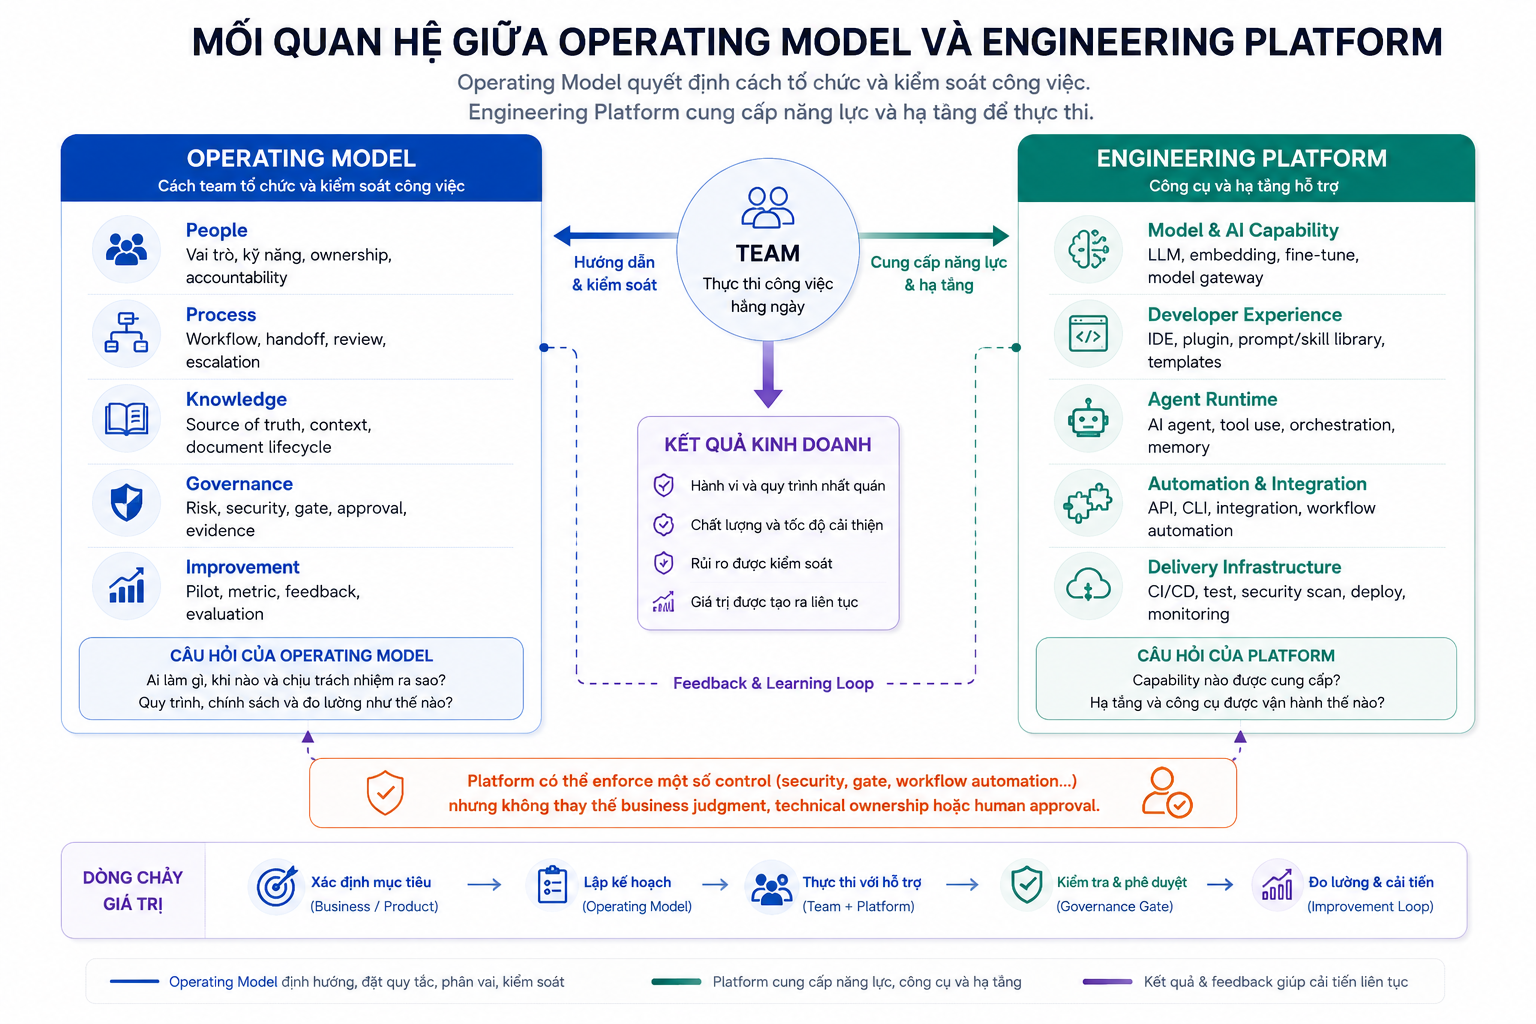 MỐI QUAN HỆ GIỮA OPERATING MODEL VÀ ENGINEERING PLATFORM
Operating Model quyết định cách tổ chức và kiểm soát công việc.
Engineering Platform cung cấp năng lực và hạ tầng để thực thi.
OPERATING MODEL
Cách team tổ chức và kiểm soát công việc
People
Vai trò, kỹ năng, ownership,
accountability
Process
Workflow, handoff, review,
escalation
Knowledge
Source of truth, context,
document lifecycle
Governance
Risk, security, gate, approval,
evidence
Improvement
Pilot, metric, feedback,
evaluation
CÂU HỎI CỦA OPERATING MODEL
Ai làm gì, khi nào và chịu trách nhiệm ra sao?
Quy trình, chính sách và đo lường như thế nào?
TEAM
Thực thi công việc
hằng ngày
Hướng dẫn
& kiểm soát
Cung cấp năng lực
& hạ tầng
KẾT QUẢ KINH DOANH
Hành vi và quy trình nhất quán
Chất lượng và tốc độ cải thiện
Rủi ro được kiểm soát
Giá trị được tạo ra liên tục
Feedback & Learning Loop
ENGINEERING PLATFORM
Công cụ và hạ tầng hỗ trợ
Model & AI Capability
LLM, embedding, fine-tune,
model gateway
Developer Experience
IDE, plugin, prompt/skill library,
templates
Agent Runtime
AI agent, tool use, orchestration,
memory
Automation & Integration
API, CLI, integration, workflow
automation
Delivery Infrastructure
CI/CD, test, security scan, deploy,
monitoring
CÂU HỎI CỦA PLATFORM
Capability nào được cung cấp?
Hạ tầng và công cụ được vận hành thế nào?
Platform có thể enforce một số control (security, gate, workflow automation...)
nhưng không thay thế business judgment, technical ownership hoặc human approval.
DÒNG CHẢY
GIÁ TRỊ
Xác định mục tiêu
(Business / Product)
Lập kế hoạch
(Operating Model)
Thực thi với hỗ trợ
(Team + Platform)
Kiểm tra & phê duyệt
(Governance Gate)
Đo lường & cải tiến
(Improvement Loop)
Operating Model định hướng, đặt quy tắc, phân vai, kiểm soát
Platform cung cấp năng lực, công cụ và hạ tầng
Kết quả & feedback giúp cải tiến liên tục